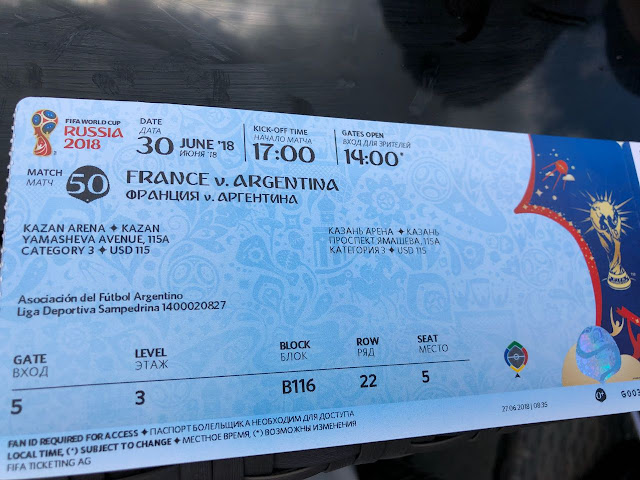 FIFA WORLD CUP
RUSSIA
2018
DATE
ДАТА
30 JUNE '18
ИЮНЯ '18
KICK-OFF TIME
НАЧАЛО МАТЧА
17:00
GATES OPEN
ВХОД ДЛЯ ЗРИТЕЛЕЙ
14:00*
MATCH
МАТЧ
50
FRANCE v. ARGENTINA
ФРАНЦИЯ v. АРГЕНТИНА
KAZAN ARENA ✦ KAZAN
YAMASHEVA AVENUE, 115A
CATEGORY 3 ✦ USD 115
КАЗАНЬ АРЕНА ✦ КАЗАНЬ
ПРОСПЕКТ ЯМАШЕВА, 115А
КАТЕГОРИЯ 3 ✦ USD 115
Asociación del Fútbol Argentino
Liga Deportiva Sampedrina 1400020827
GATE
ВХОД
5
LEVEL
ЭТАЖ
3
BLOCK
БЛОК
B116
ROW
РЯД
22
SEAT
МЕСТО
5
27.06.2018 | 08:35
FAN ID REQUIRED FOR ACCESS ✦ ПАСПОРТ БОЛЕЛЬЩИКА НЕОБХОДИМ ДЛЯ ДОСТУПА
LOCAL TIME, (*) SUBJECT TO CHANGE ✦ МЕСТНОЕ ВРЕМЯ, (*) ВОЗМОЖНЫ ИЗМЕНЕНИЯ
FIFA TICKETING AG